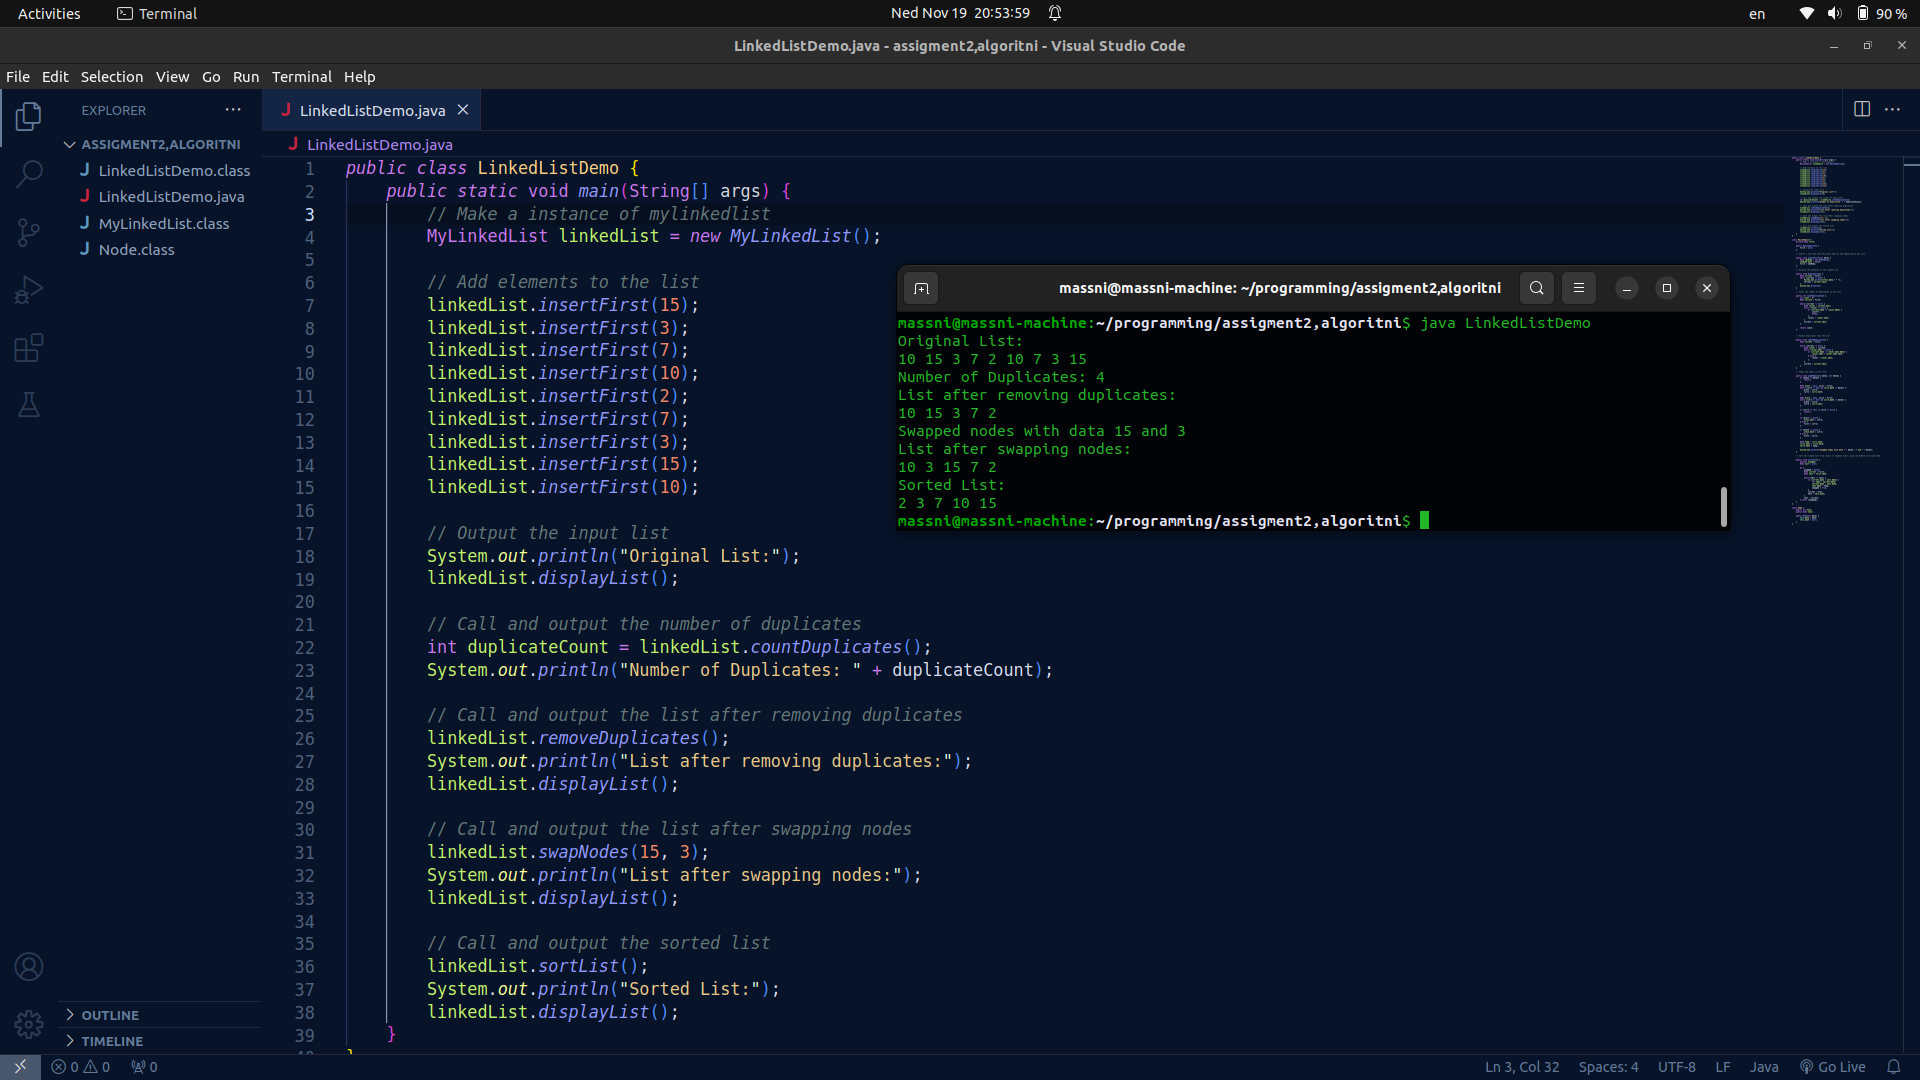 Activities
Terminal
Ned Nov 19 20:53:59
en
90 %
LinkedListDemo.java - assigment2,algoritni - Visual Studio Code
File Edit Selection View Go Run Terminal Help
EXPLORER
ASSIGMENT2,ALGORITNI
J LinkedListDemo.class
J LinkedListDemo.java
J MyLinkedList.class
J Node.class
OUTLINE
TIMELINE
J LinkedListDemo.java
J LinkedListDemo.java
1 public class LinkedListDemo {
2 public static void main(String[] args) {
3 // Make a instance of mylinkedlist
4 MyLinkedList linkedList = new MyLinkedList();
5
6 // Add elements to the list
7 linkedList.insertFirst(15);
8 linkedList.insertFirst(3);
9 linkedList.insertFirst(7);
10 linkedList.insertFirst(10);
11 linkedList.insertFirst(2);
12 linkedList.insertFirst(7);
13 linkedList.insertFirst(3);
14 linkedList.insertFirst(15);
15 linkedList.insertFirst(10);
16
17 // Output the input list
18 System.out.println("Original List:");
19 linkedList.displayList();
20
21 // Call and output the number of duplicates
22 int duplicateCount = linkedList.countDuplicates();
23 System.out.println("Number of Duplicates: " + duplicateCount);
24
25 // Call and output the list after removing duplicates
26 linkedList.removeDuplicates();
27 System.out.println("List after removing duplicates:");
28 linkedList.displayList();
29
30 // Call and output the list after swapping nodes
31 linkedList.swapNodes(15, 3);
32 System.out.println("List after swapping nodes:");
33 linkedList.displayList();
34
35 // Call and output the sorted list
36 linkedList.sortList();
37 System.out.println("Sorted List:");
38 linkedList.displayList();
39 }
40 }
massni@massni-machine: ~/programming/assigment2,algoritni
massni@massni-machine:~/programming/assigment2,algoritni$ java LinkedListDemo
Original List:
10 15 3 7 2 10 7 3 15
Number of Duplicates: 4
List after removing duplicates:
10 15 3 7 2
Swapped nodes with data 15 and 3
List after swapping nodes:
10 3 15 7 2
Sorted List:
2 3 7 10 15
massni@massni-machine:~/programming/assigment2,algoritni$
0 0 0
Ln 3, Col 32 Spaces: 4 UTF-8 LF Java Go Live